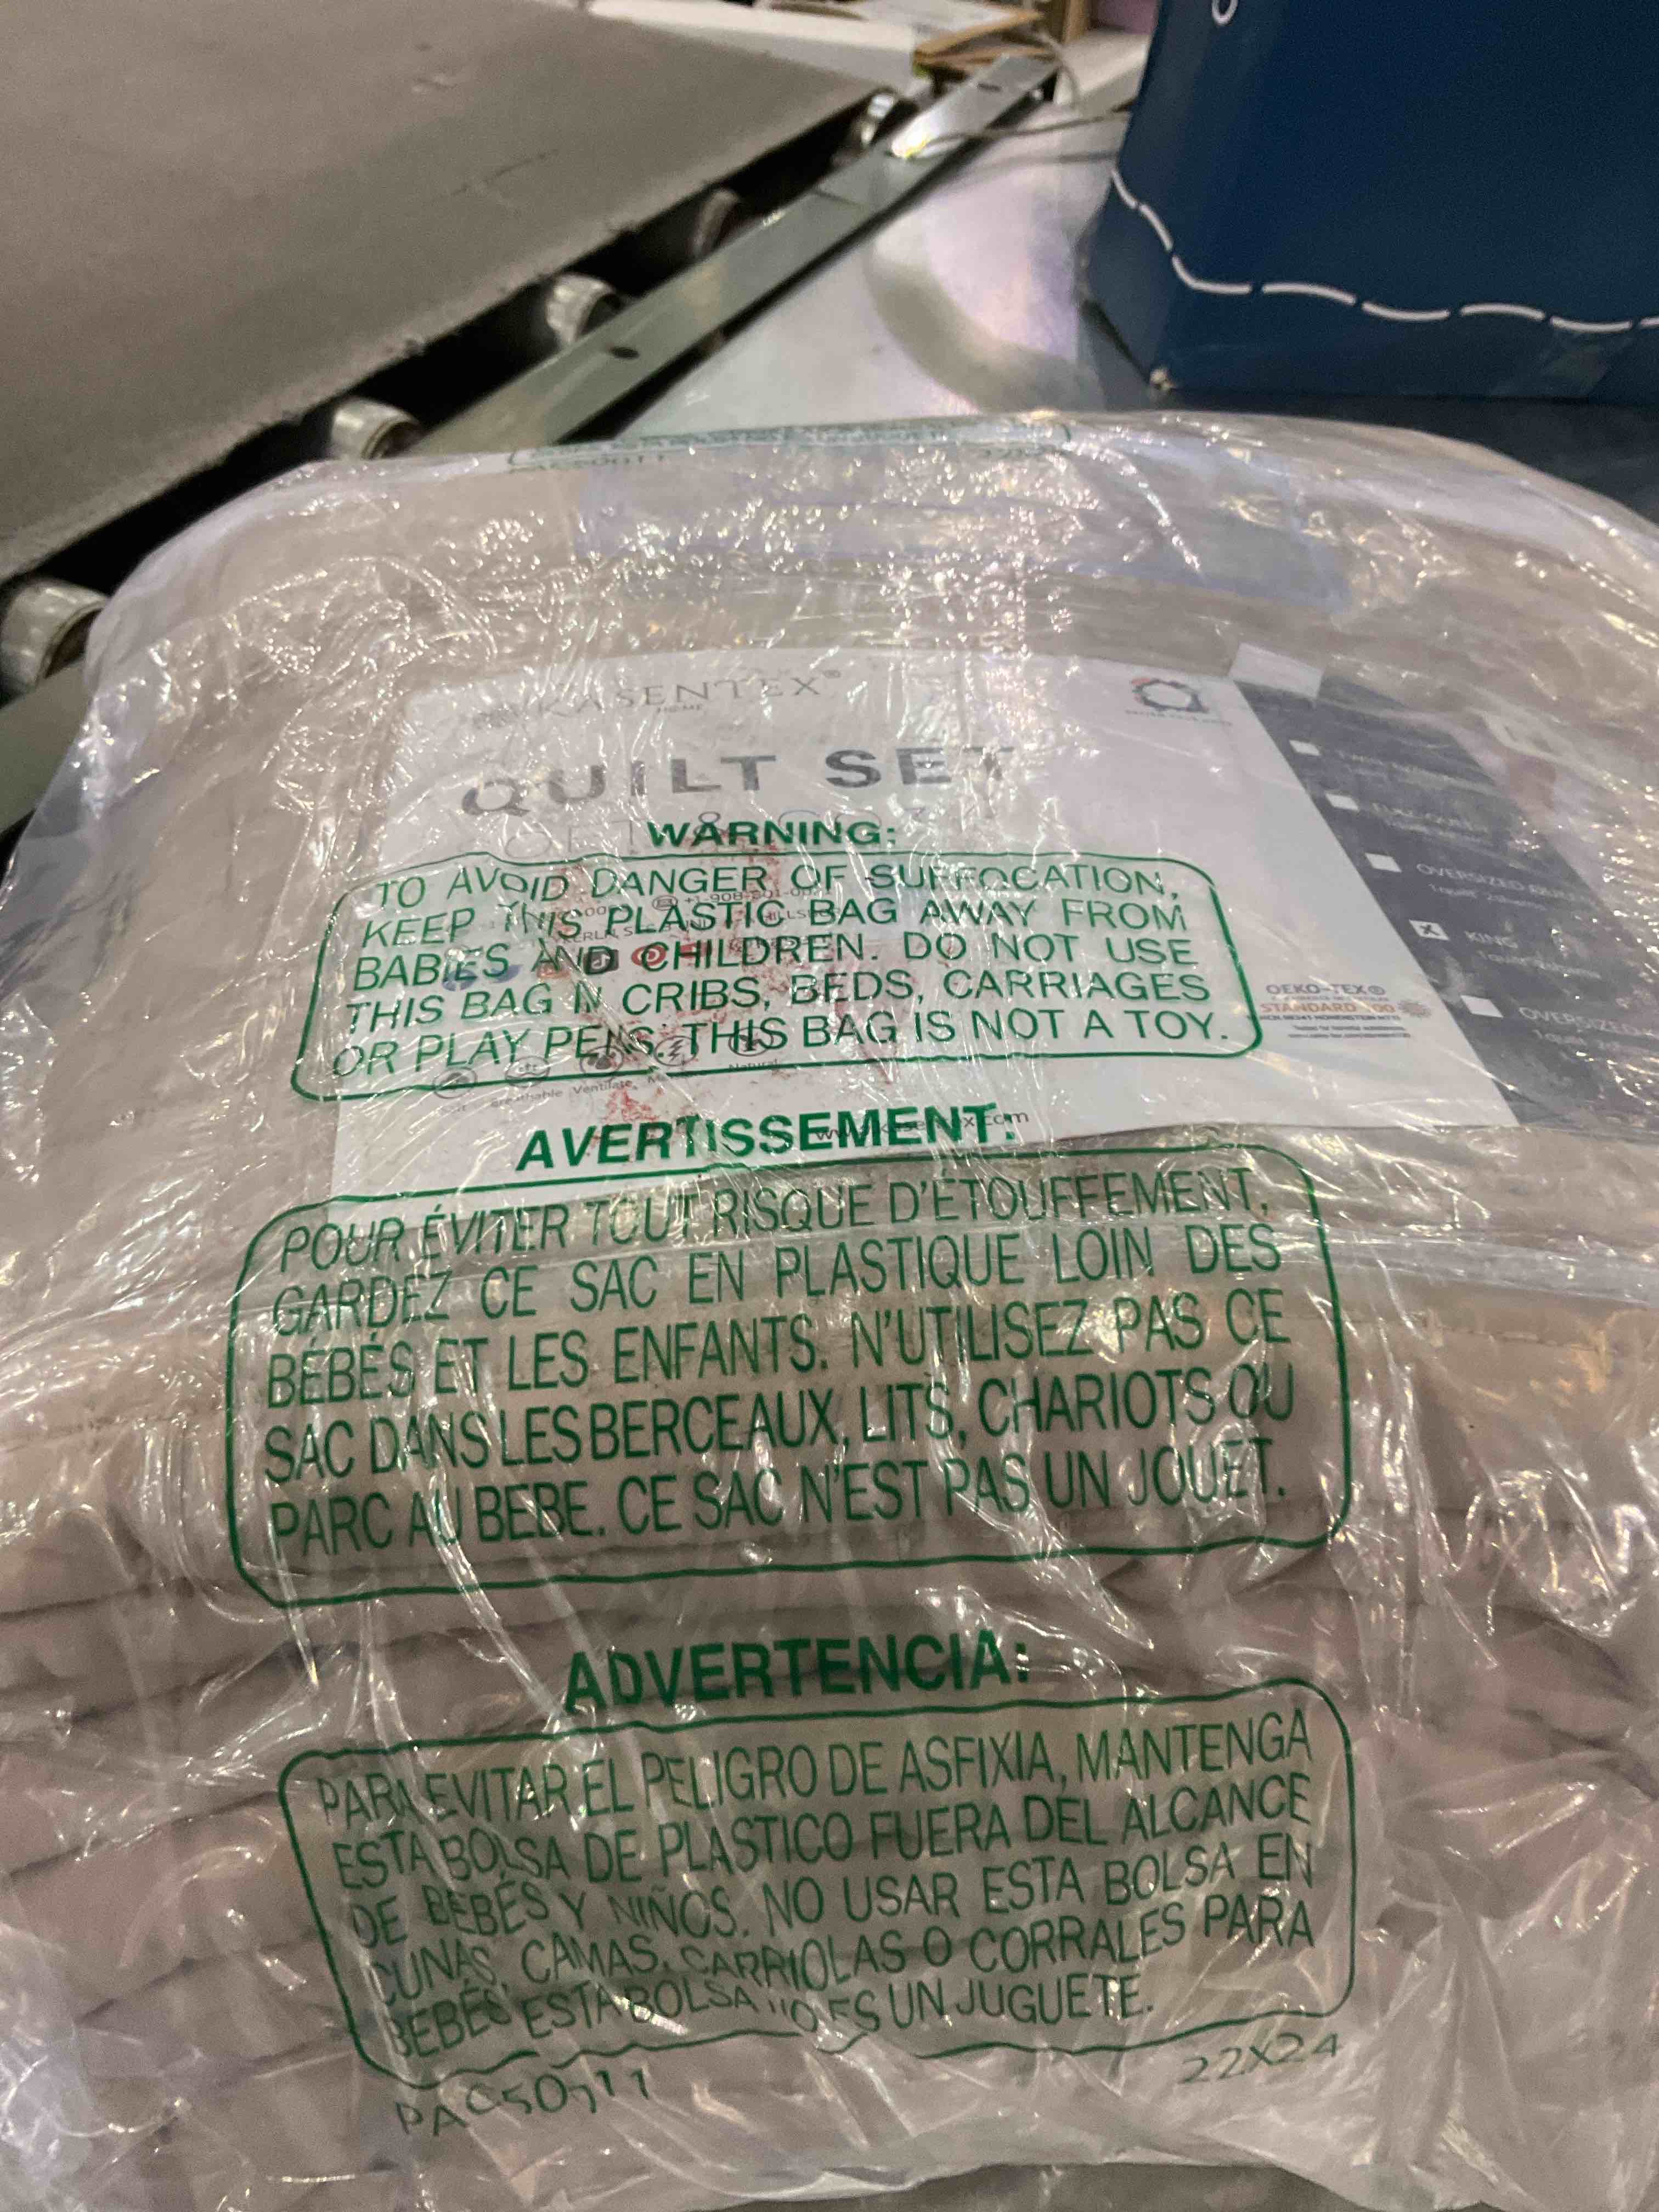 KASENTEX®
HOME
QUILT SET
WARNING:
TO AVOID DANGER OF SUFFOCATION,
KEEP THIS PLASTIC BAG AWAY FROM
BABIES AND CHILDREN. DO NOT USE
THIS BAG IN CRIBS, BEDS, CARRIAGES
OR PLAY PENS. THIS BAG IS NOT A TOY.
OVERSIZED
KING
OVERSIZED
OEKO-TEX®
STANDARD 100
Breathable Ventilate
AVERTISSEMENT:
POUR ÉVITER TOUT RISQUE D'ÉTOUFFEMENT,
GARDEZ CE SAC EN PLASTIQUE LOIN DES
BÉBÉS ET LES ENFANTS. N'UTILISEZ PAS CE
SAC DANS LES BERCEAUX, LITS, CHARIOTS OU
PARC AU BEBE. CE SAC N'EST PAS UN JOUET.
ADVERTENCIA:
PARA EVITAR EL PELIGRO DE ASFIXIA, MANTENGA
ESTA BOLSA DE PLASTICO FUERA DEL ALCANCE
DE BEBÉS Y NIÑOS. NO USAR ESTA BOLSA EN
CUNAS, CAMAS, CARRIOLAS O CORRALES PARA
BEBÉS ESTA BOLSA NO ES UN JUGUETE.
22X24